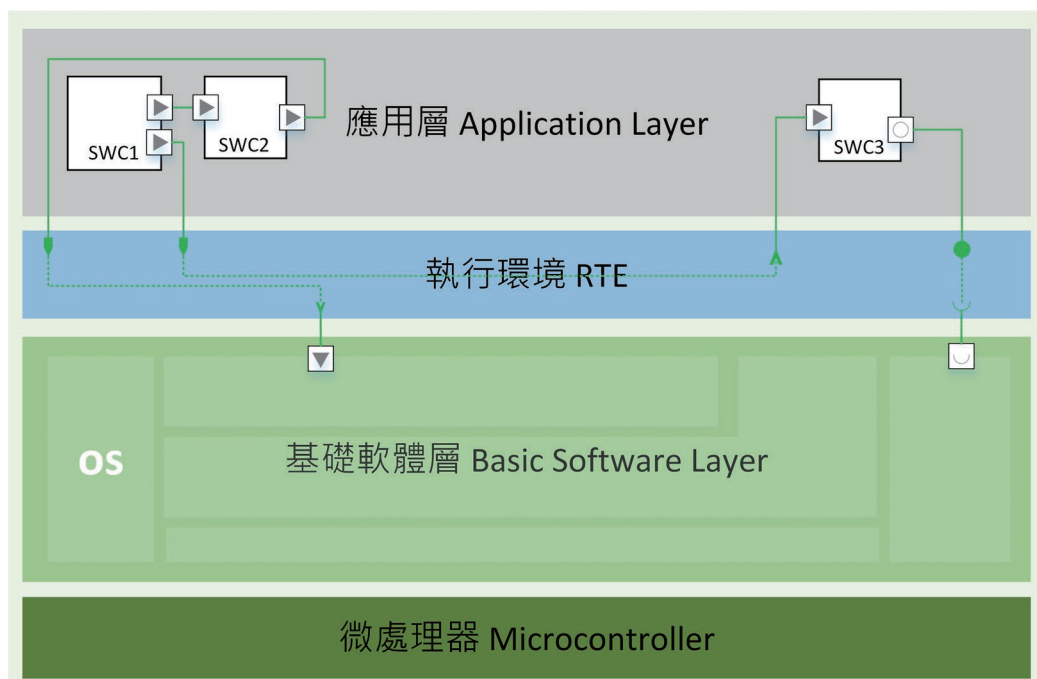 SWC1
SWC2
應用層 Application Layer
SWC3
執行環境 RTE
OS
基礎軟體層 Basic Software Layer
微處理器 Microcontroller